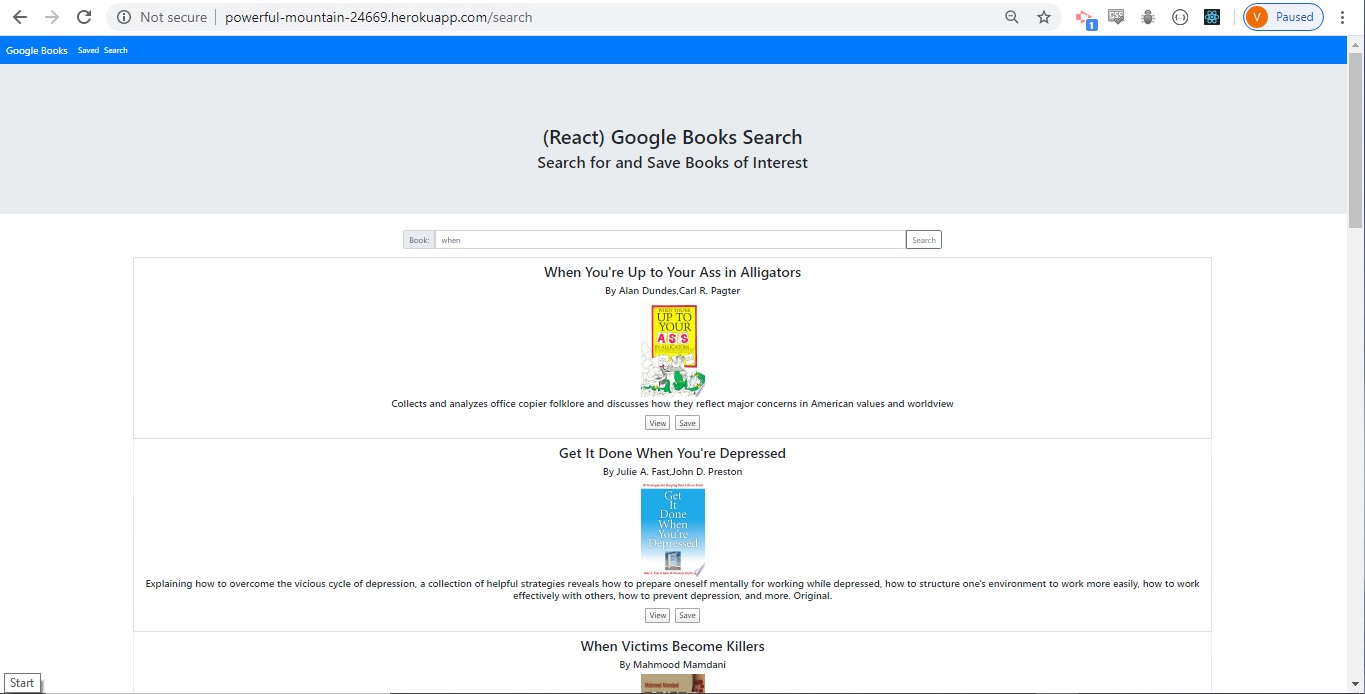 Not secure | powerful-mountain-24669.herokuapp.com/search
DSC
1
V Paused
Google Books Saved Search
(React) Google Books Search
Search for and Save Books of Interest
Book: when Search
When You're Up to Your Ass in Alligators
By Alan Dundes,Carl R. Pagter
WHEN YOU'RE
UP TO
YOUR
ASS
IN ALLIGATORS
Collects and analyzes office copier folklore and discusses how they reflect major concerns in American values and worldview
View Save
Get It Done When You're Depressed
By Julie A. Fast,John D. Preston
Get
It
Done
When
You're
Depressed
Explaining how to overcome the vicious cycle of depression, a collection of helpful strategies reveals how to prepare oneself mentally for working while depressed, how to structure one's environment to work more easily, how to work
effectively with others, how to prevent depression, and more. Original.
View Save
When Victims Become Killers
By Mahmood Mamdani
Mahmood Mamdani
Start